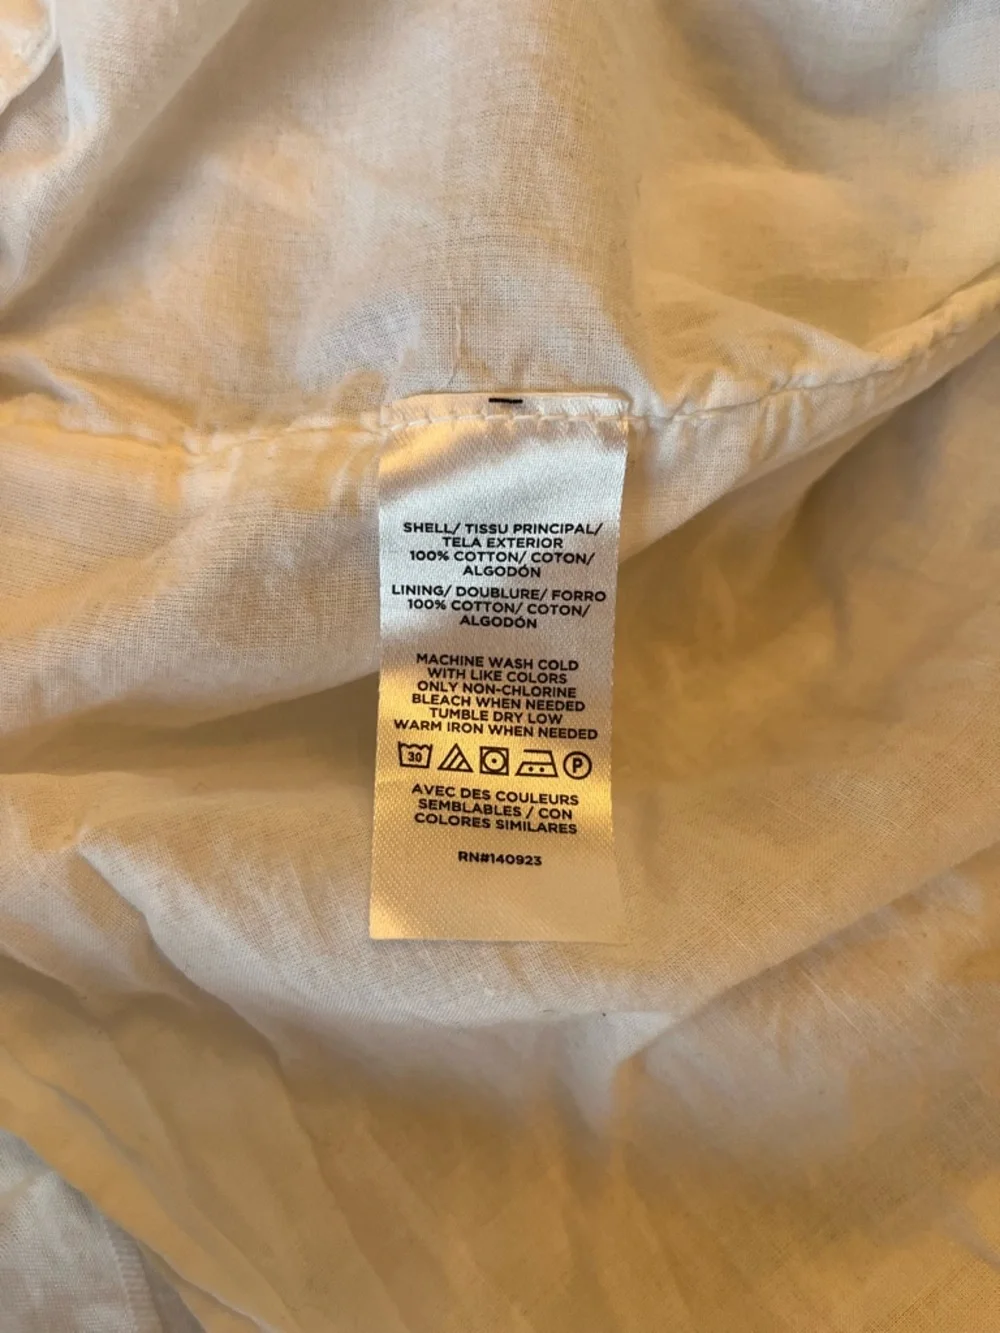 SHELL/ TISSU PRINCIPAL/
TELA EXTERIOR
100% COTTON/ COTON/
ALGODÓN
LINING/ DOUBLURE/ FORRO
100% COTTON/ COTON/
ALGODÓN
MACHINE WASH COLD
WITH LIKE COLORS
ONLY NON-CHLORINE
BLEACH WHEN NEEDED
TUMBLE DRY LOW
WARM IRON WHEN NEEDED
30 P
AVEC DES COULEURS
SEMBLABLES / CON
COLORES SIMILARES
RN#140923